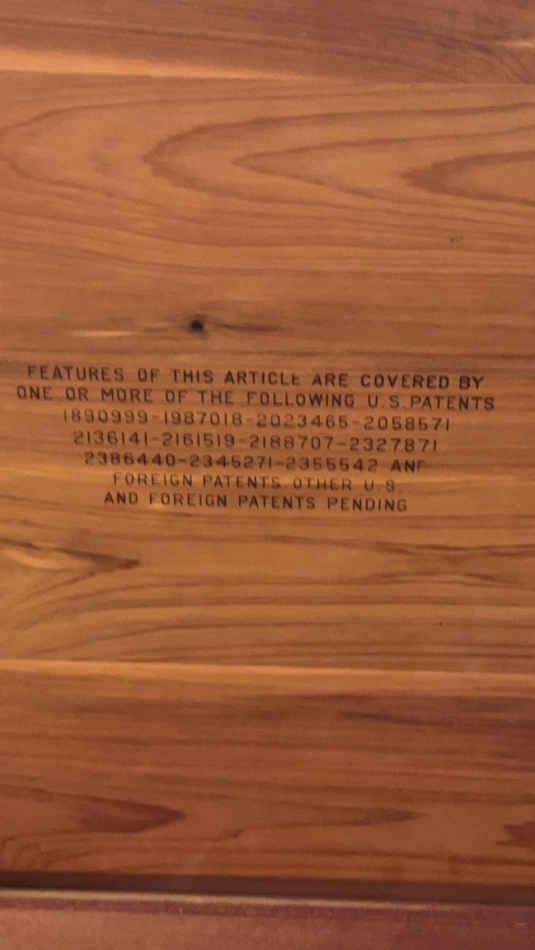 FEATURES OF THIS ARTICLE ARE COVERED BY
ONE OR MORE OF THE FOLLOWING U.S. PATENTS
1890999-1987018-2023465-2058571
2136141-2161519-2188707-2327871
2386440-2345271-2355542 AND
FOREIGN PATENTS. OTHER U.S.
AND FOREIGN PATENTS PENDING